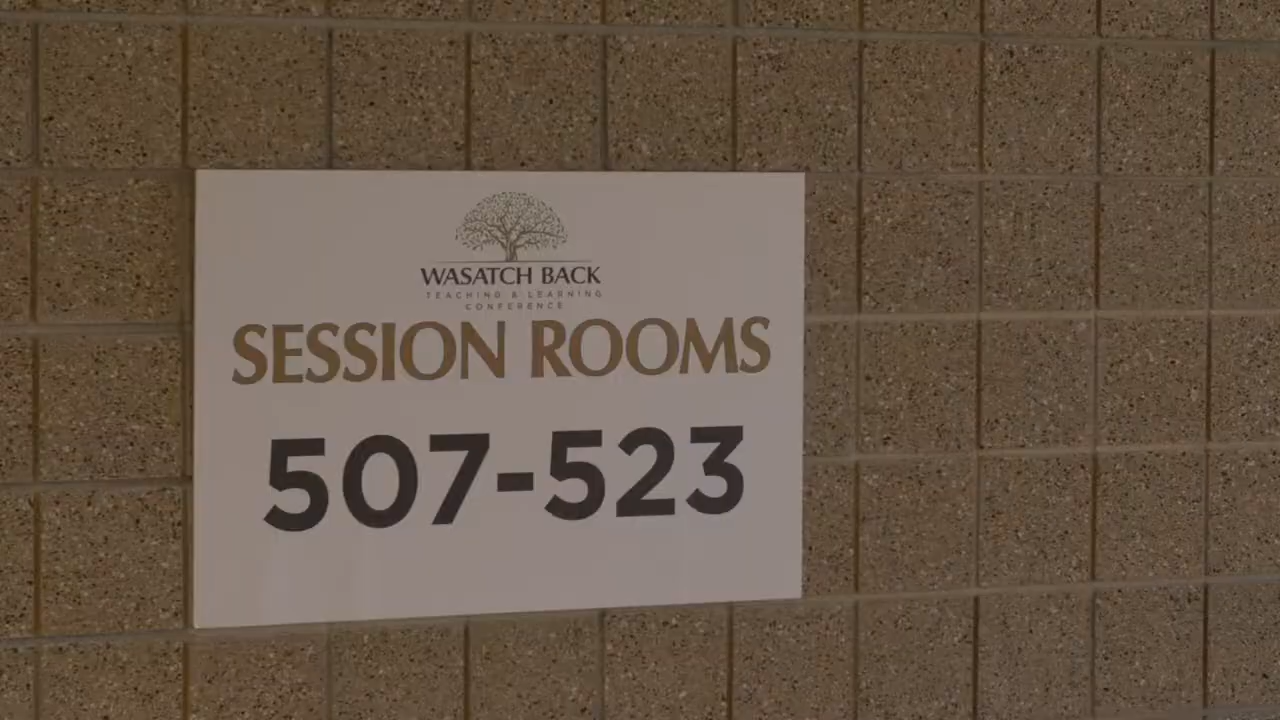 WASATCH BACK
TEACHING & LEARNING
CONFERENCE
SESSION ROOMS
507-523